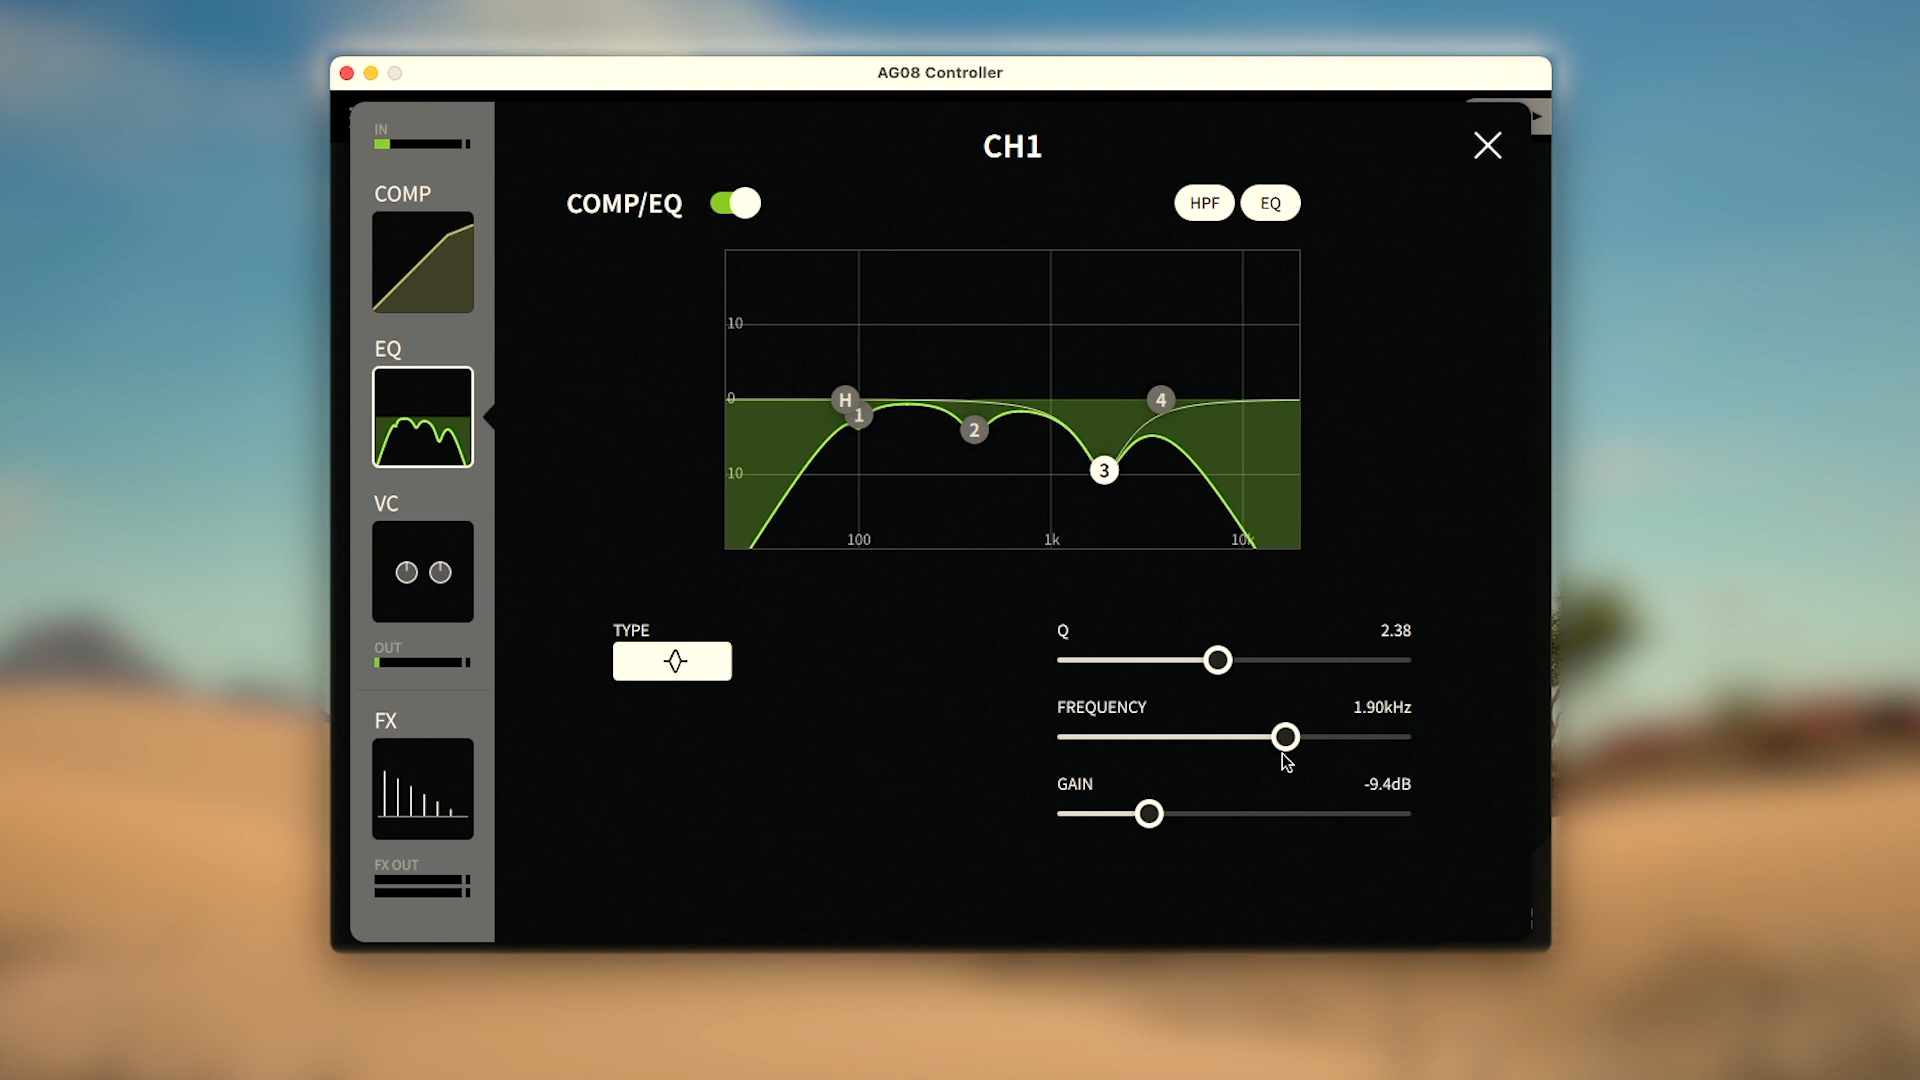 AG08 Controller
IN
COMP
EQ
VC
OUT
FX
FX OUT
CH1
COMP/EQ
HPF
EQ
10
0
10
100
1k
10k
H
1
2
3
4
TYPE
Q
2.38
FREQUENCY
1.90kHz
GAIN
-9.4dB